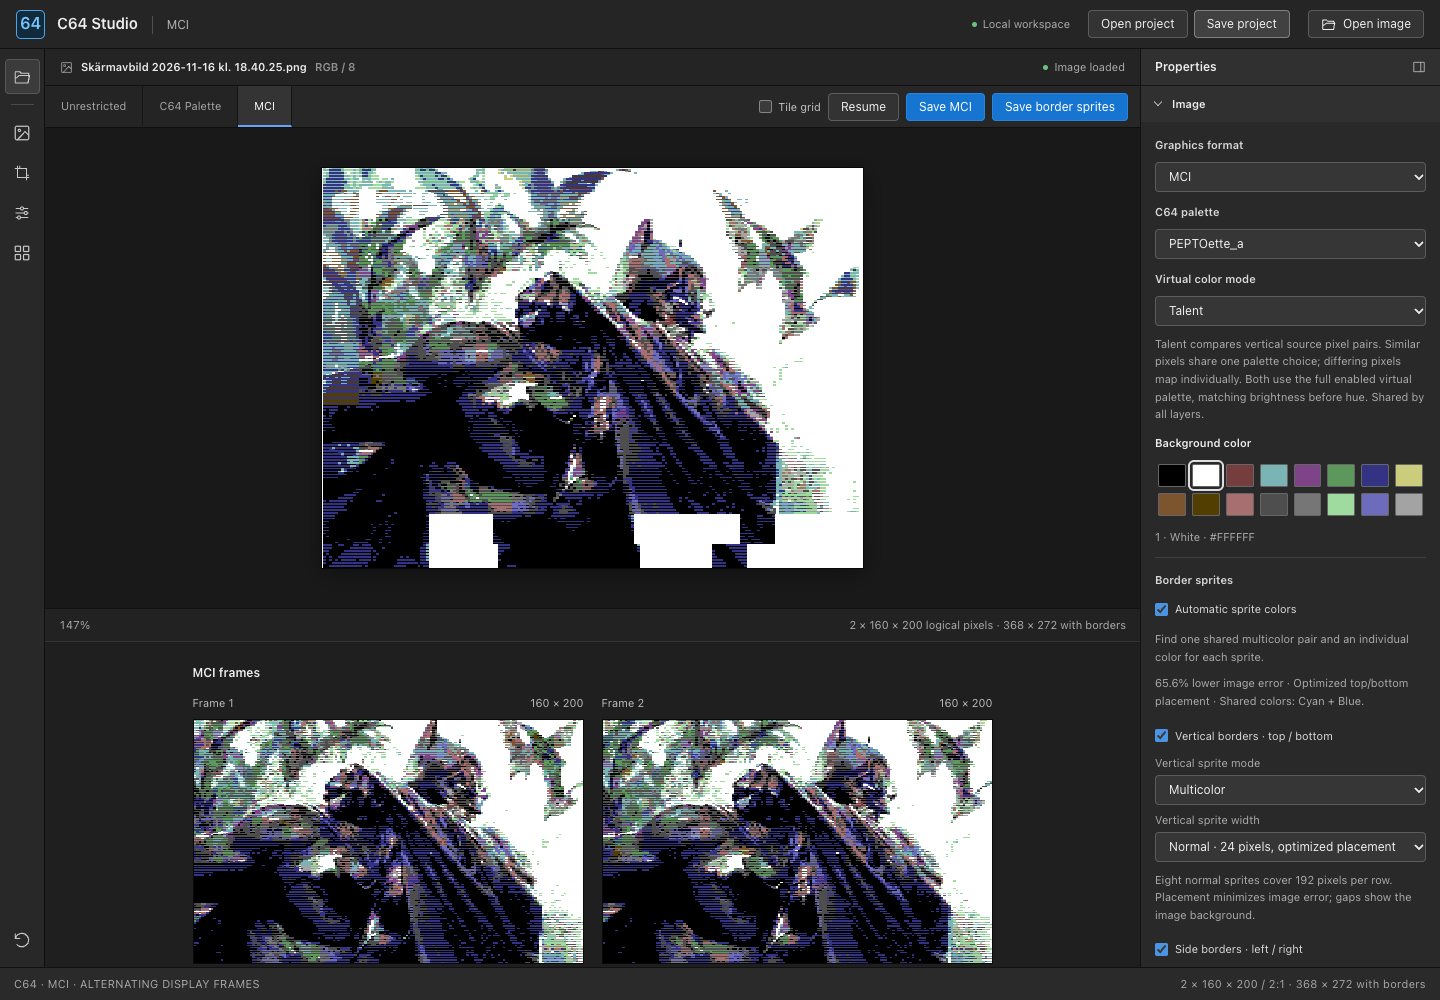 64 C64 Studio MCI Local workspace Open project Save project Open image
Skärmavbild 2026-11-16 kl. 18.40.25.png RGB / 8 Image loaded
Unrestricted C64 Palette MCI Tile grid Resume Save MCI Save border sprites
147% 2 × 160 × 200 logical pixels · 368 × 272 with borders
MCI frames
Frame 1 160 × 200 Frame 2 160 × 200
Properties
Image
Graphics format
MCI
C64 palette
PEPTOette_a
Virtual color mode
Talent
Talent compares vertical source pixel pairs. Similar
pixels share one palette choice; differing pixels
map individually. Both use the full enabled virtual
palette, matching brightness before hue. Shared by
all layers.
Background color
1 · White · #FFFFFF
Border sprites
Automatic sprite colors
Find one shared multicolor pair and an individual
color for each sprite.
65.6% lower image error · Optimized top/bottom
placement · Shared colors: Cyan + Blue.
Vertical borders · top / bottom
Vertical sprite mode
Multicolor
Vertical sprite width
Normal · 24 pixels, optimized placement
Eight normal sprites cover 192 pixels per row.
Placement minimizes image error; gaps show the
image background.
Side borders · left / right
C64 · MCI · ALTERNATING DISPLAY FRAMES 2 × 160 × 200 / 2:1 · 368 × 272 with borders